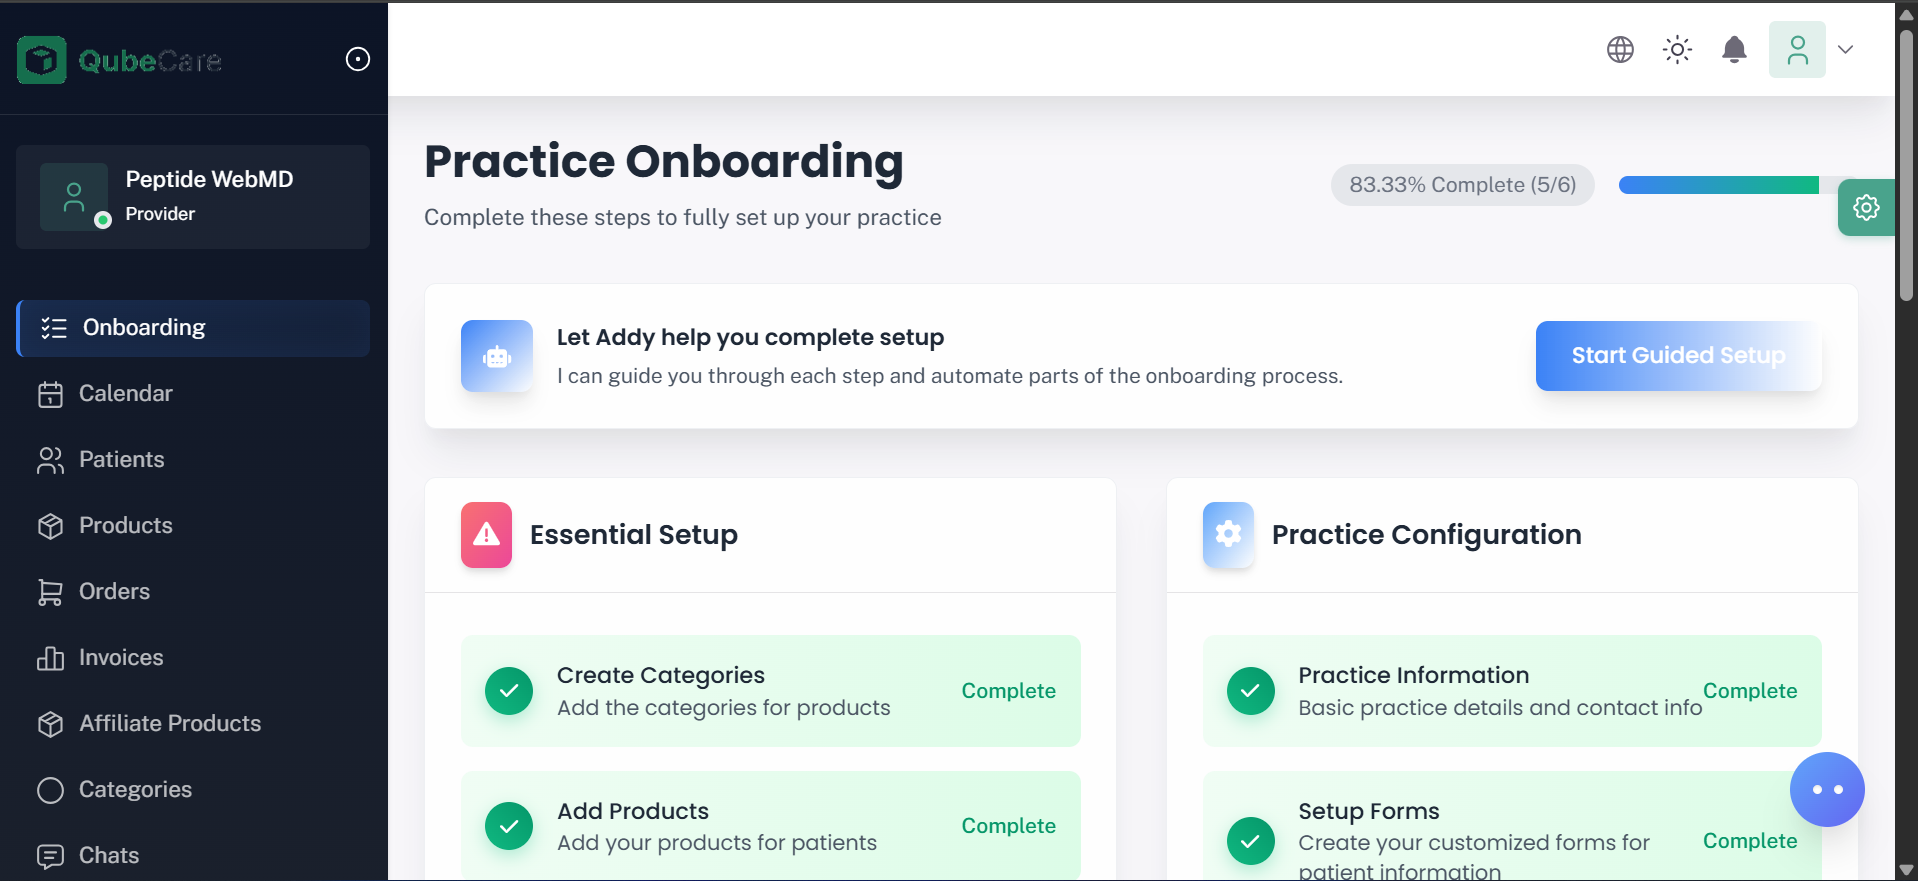 QubeCare
Peptide WebMD
Provider
Onboarding
Calendar
Patients
Products
Orders
Invoices
Affiliate Products
Categories
Chats
Practice Onboarding
Complete these steps to fully set up your practice
83.33% Complete (5/6)
Let Addy help you complete setup
I can guide you through each step and automate parts of the onboarding process.
Start Guided Setup
Essential Setup
Create Categories
Add the categories for products
Complete
Add Products
Add your products for patients
Complete
Practice Configuration
Practice Information
Basic practice details and contact info
Complete
Setup Forms
Create your customized forms for
patient information
Complete